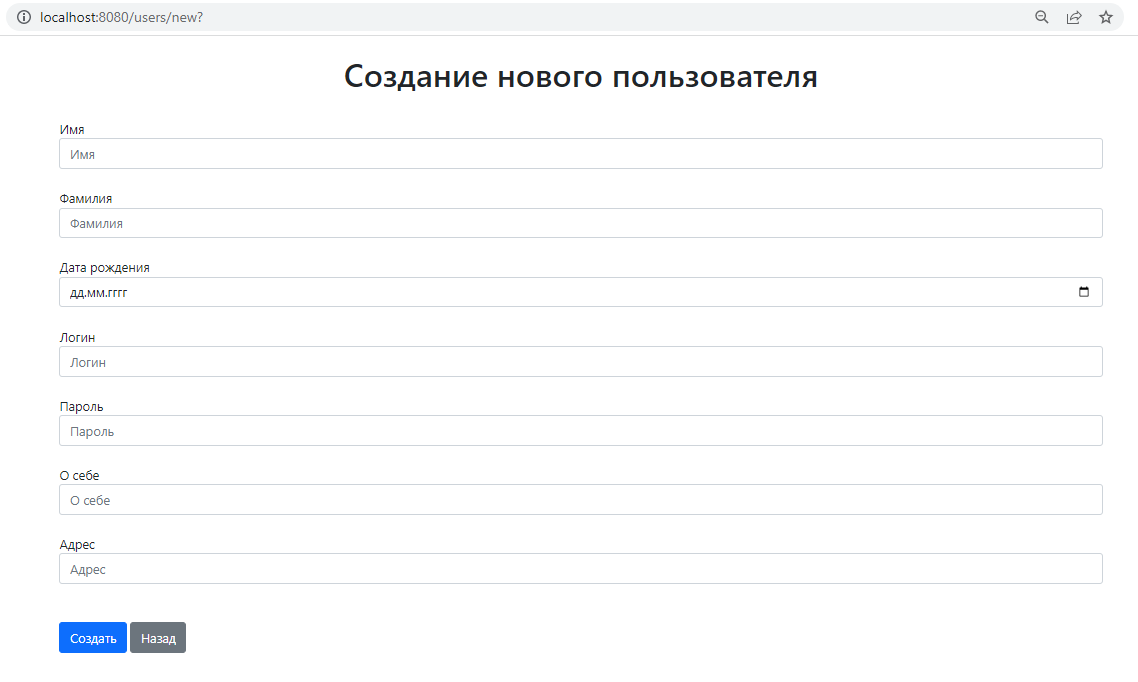 localhost:8080/users/new?
Создание нового пользователя
Имя
Имя
Фамилия
Фамилия
Дата рождения
дд.мм.гггг
Логин
Логин
Пароль
Пароль
О себе
О себе
Адрес
Адрес
Создать Назад